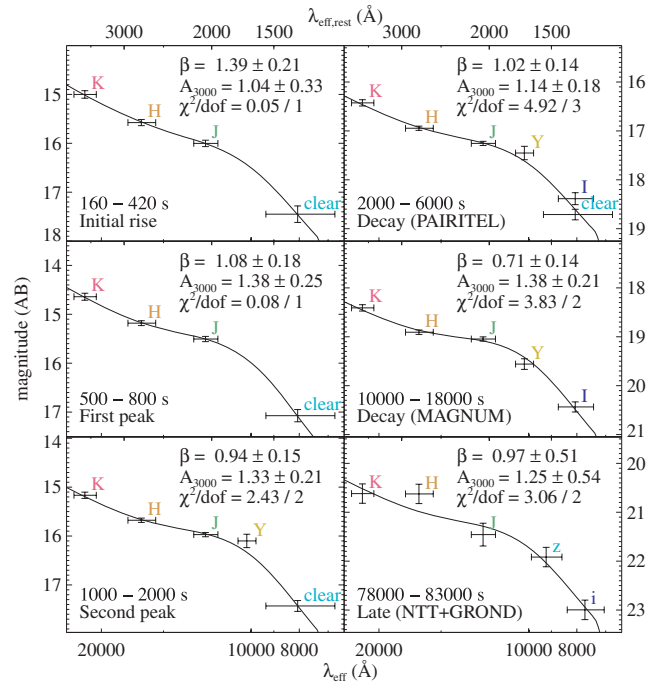 λeff,rest (Å)
3000 2000 1500
3000 2000 1500
magnitude (AB)
15
16
17
18
K
H
J
clear
β = 1.39 ± 0.21
A3000 = 1.04 ± 0.33
χ²/dof = 0.05 / 1
160 – 420 s
Initial rise
K
H
J
Y
I
clear
β = 1.02 ± 0.14
A3000 = 1.14 ± 0.18
χ²/dof = 4.92 / 3
2000 – 6000 s
Decay (PAIRITEL)
16
17
18
19
14
15
16
17
K
H
J
clear
β = 1.08 ± 0.18
A3000 = 1.38 ± 0.25
χ²/dof = 0.08 / 1
500 – 800 s
First peak
K
H
J
Y
I
β = 0.71 ± 0.14
A3000 = 1.38 ± 0.21
χ²/dof = 3.83 / 2
10000 – 18000 s
Decay (MAGNUM)
18
19
20
21
14
15
16
17
K
H
J
Y
clear
β = 0.94 ± 0.15
A3000 = 1.33 ± 0.21
χ²/dof = 2.43 / 2
1000 – 2000 s
Second peak
K
H
J
z
i
β = 0.97 ± 0.51
A3000 = 1.25 ± 0.54
χ²/dof = 3.06 / 2
78000 – 83000 s
Late (NTT+GROND)
20
21
22
23
20000 10000 8000
20000 10000 8000
λeff (Å)